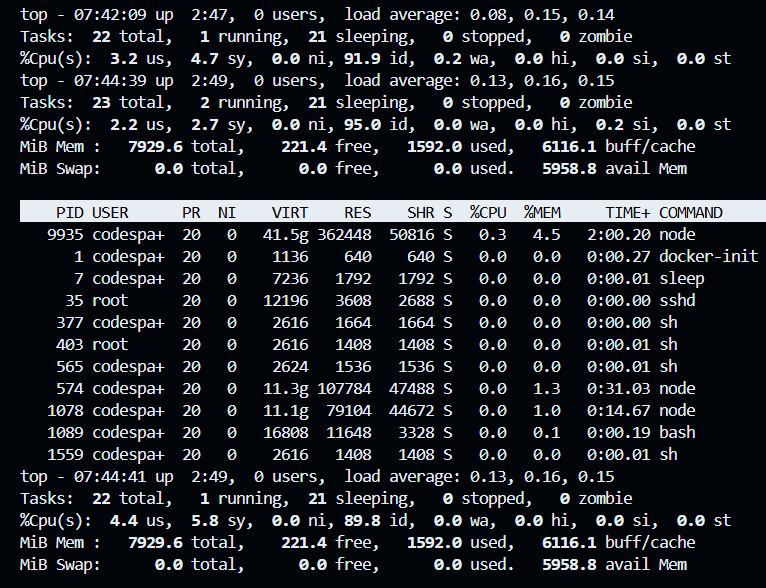 top - 07:42:09 up  2:47,  0 users,  load average: 0.08, 0.15, 0.14
Tasks:  22 total,   1 running,  21 sleeping,   0 stopped,   0 zombie
%Cpu(s):  3.2 us,  4.7 sy,  0.0 ni, 91.9 id,  0.2 wa,  0.0 hi,  0.0 si,  0.0 st
top - 07:44:39 up  2:49,  0 users,  load average: 0.13, 0.16, 0.15
Tasks:  23 total,   2 running,  21 sleeping,   0 stopped,   0 zombie
%Cpu(s):  2.2 us,  2.7 sy,  0.0 ni, 95.0 id,  0.0 wa,  0.0 hi,  0.2 si,  0.0 st
MiB Mem :   7929.6 total,    221.4 free,   1592.0 used,   6116.1 buff/cache
MiB Swap:      0.0 total,      0.0 free,      0.0 used.   5958.8 avail Mem
    PID USER      PR  NI    VIRT    RES    SHR S  %CPU  %MEM     TIME+ COMMAND
   9935 codespa+  20   0   41.5g 362448  50816 S   0.3   4.5   2:00.20 node
      1 codespa+  20   0    1136    640    640 S   0.0   0.0   0:00.27 docker-init
      7 codespa+  20   0    7236   1792   1792 S   0.0   0.0   0:00.01 sleep
     35 root      20   0   12196   3608   2688 S   0.0   0.0   0:00.00 sshd
    377 codespa+  20   0    2616   1664   1664 S   0.0   0.0   0:00.00 sh
    403 root      20   0    2616   1408   1408 S   0.0   0.0   0:00.01 sh
    565 codespa+  20   0    2624   1536   1536 S   0.0   0.0   0:00.01 sh
    574 codespa+  20   0   11.3g 107784  47488 S   0.0   1.3   0:31.03 node
   1078 codespa+  20   0   11.1g  79104  44672 S   0.0   1.0   0:14.67 node
   1089 codespa+  20   0   16808  11648   3328 S   0.0   0.1   0:00.19 bash
   1559 codespa+  20   0    2616   1408   1408 S   0.0   0.0   0:00.01 sh
top - 07:44:41 up  2:49,  0 users,  load average: 0.13, 0.16, 0.15
Tasks:  22 total,   1 running,  21 sleeping,   0 stopped,   0 zombie
%Cpu(s):  4.4 us,  5.8 sy,  0.0 ni, 89.8 id,  0.0 wa,  0.0 hi,  0.0 si,  0.0 st
MiB Mem :   7929.6 total,    221.4 free,   1592.0 used,   6116.1 buff/cache
MiB Swap:      0.0 total,      0.0 free,      0.0 used.   5958.8 avail Mem